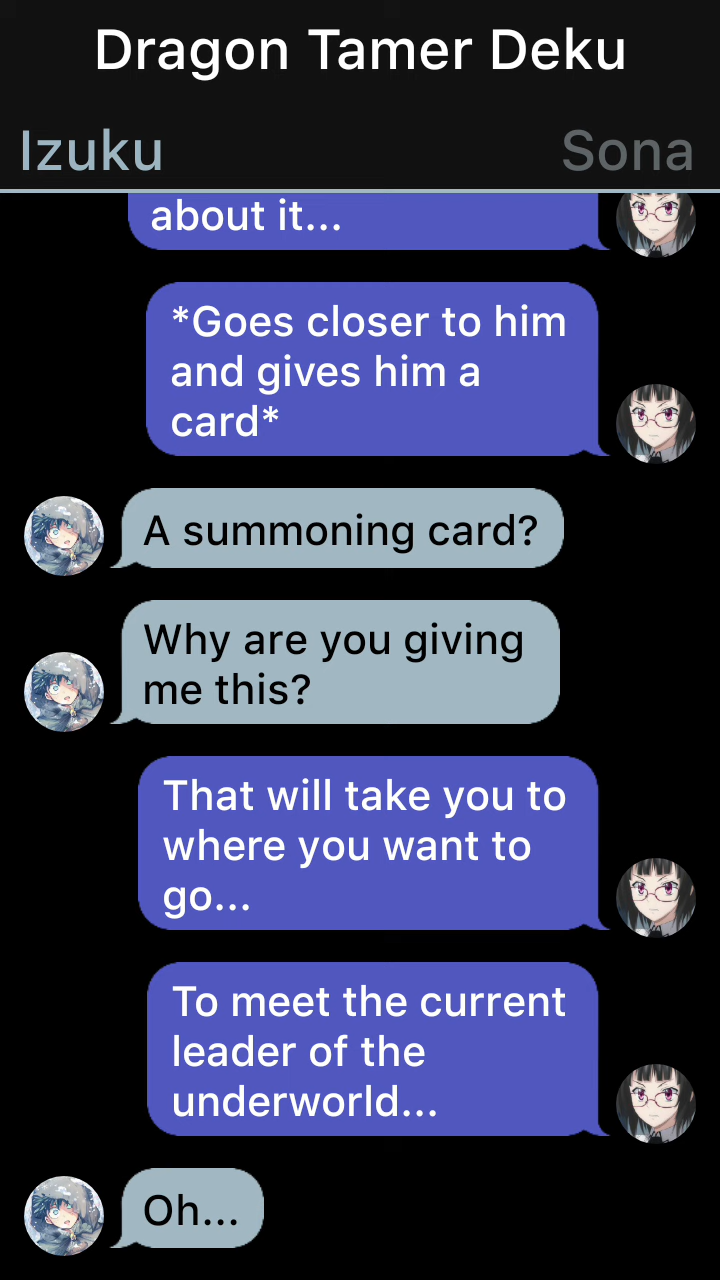 Dragon Tamer Deku
Izuku
Sona
about it...
*Goes closer to him
and gives him a
card*
A summoning card?
Why are you giving
me this?
That will take you to
where you want to
go...
To meet the current
leader of the
underworld...
Oh...